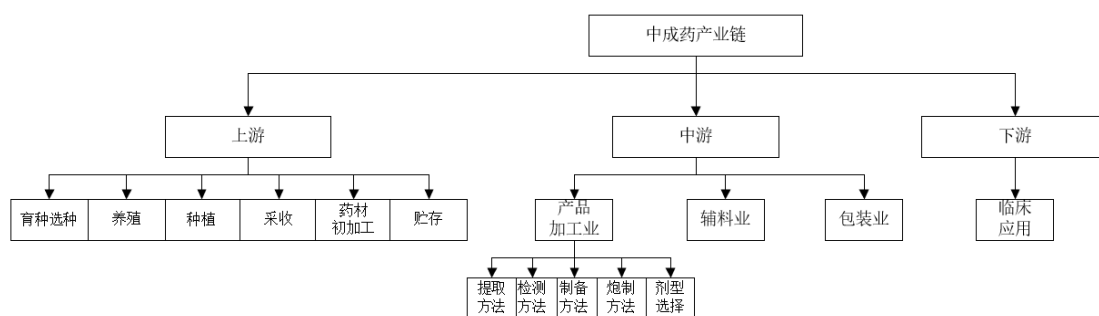 中成药产业链
上游
中游
下游
育种选种
养殖
种植
采收
药材
初加工
贮存
产品
加工业
辅料业
包装业
临床
应用
提取
方法
检测
方法
制备
方法
炮制
方法
剂型
选择